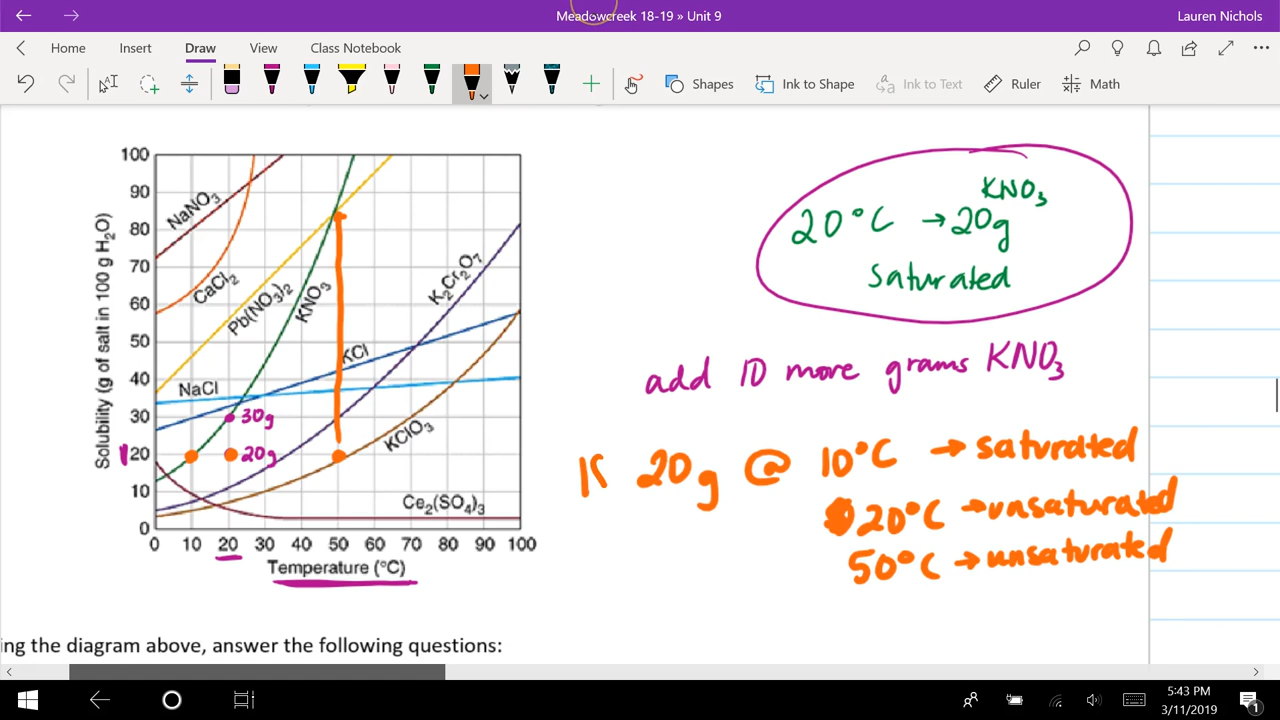 Meadowcreek 18-19 » Unit 9
Lauren Nichols
Home Insert Draw View Class Notebook
Shapes Ink to Shape Ink to Text Ruler Math
100
90
80
70
60
50
40
30
20
10
0
Solubility (g of salt in 100 g H₂O)
NaNO₃
CaCl₂
Pb(NO₃)₂
KNO₃
K₂Cr₂O₇
KCl
NaCl
30g
20g
KClO₃
Ce₂(SO₄)₃
0 10 20 30 40 50 60 70 80 90 100
Temperature (°C)
KNO₃
20°C → 20g
Saturated
add 10 more grams KNO₃
20g @ 10°C → saturated
20°C → unsaturated
50°C → unsaturated
ing the diagram above, answer the following questions:
5:43 PM
3/11/2019
1